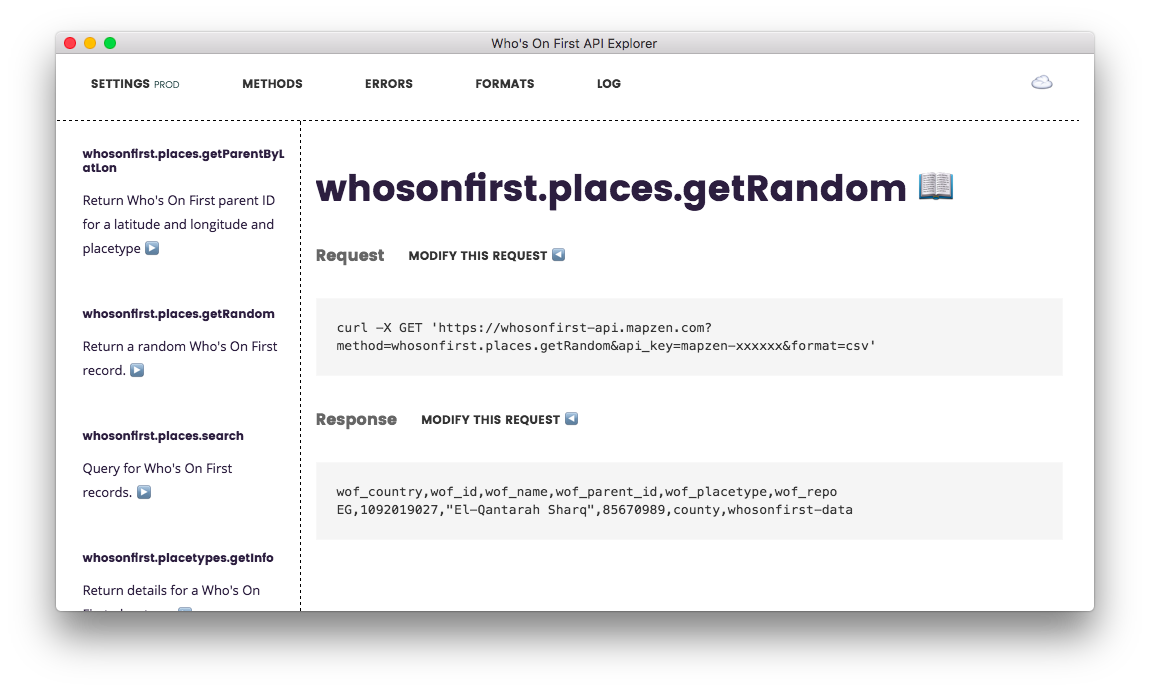 Who's On First API Explorer
SETTINGS PROD
METHODS
ERRORS
FORMATS
LOG
whosonfirst.places.getParentByL
atLon
Return Who's On First parent ID
for a latitude and longitude and
placetype
whosonfirst.places.getRandom
Return a random Who's On First
record.
whosonfirst.places.search
Query for Who's On First
records.
whosonfirst.placetypes.getInfo
Return details for a Who's On
whosonfirst.places.getRandom
Request MODIFY THIS REQUEST
curl -X GET 'https://whosonfirst-api.mapzen.com?
method=whosonfirst.places.getRandom&api_key=mapzen-xxxxxx&format=csv'
Response MODIFY THIS REQUEST
wof_country,wof_id,wof_name,wof_parent_id,wof_placetype,wof_repo
EG,1092019027,"El-Qantarah Sharq",85670989,county,whosonfirst-data